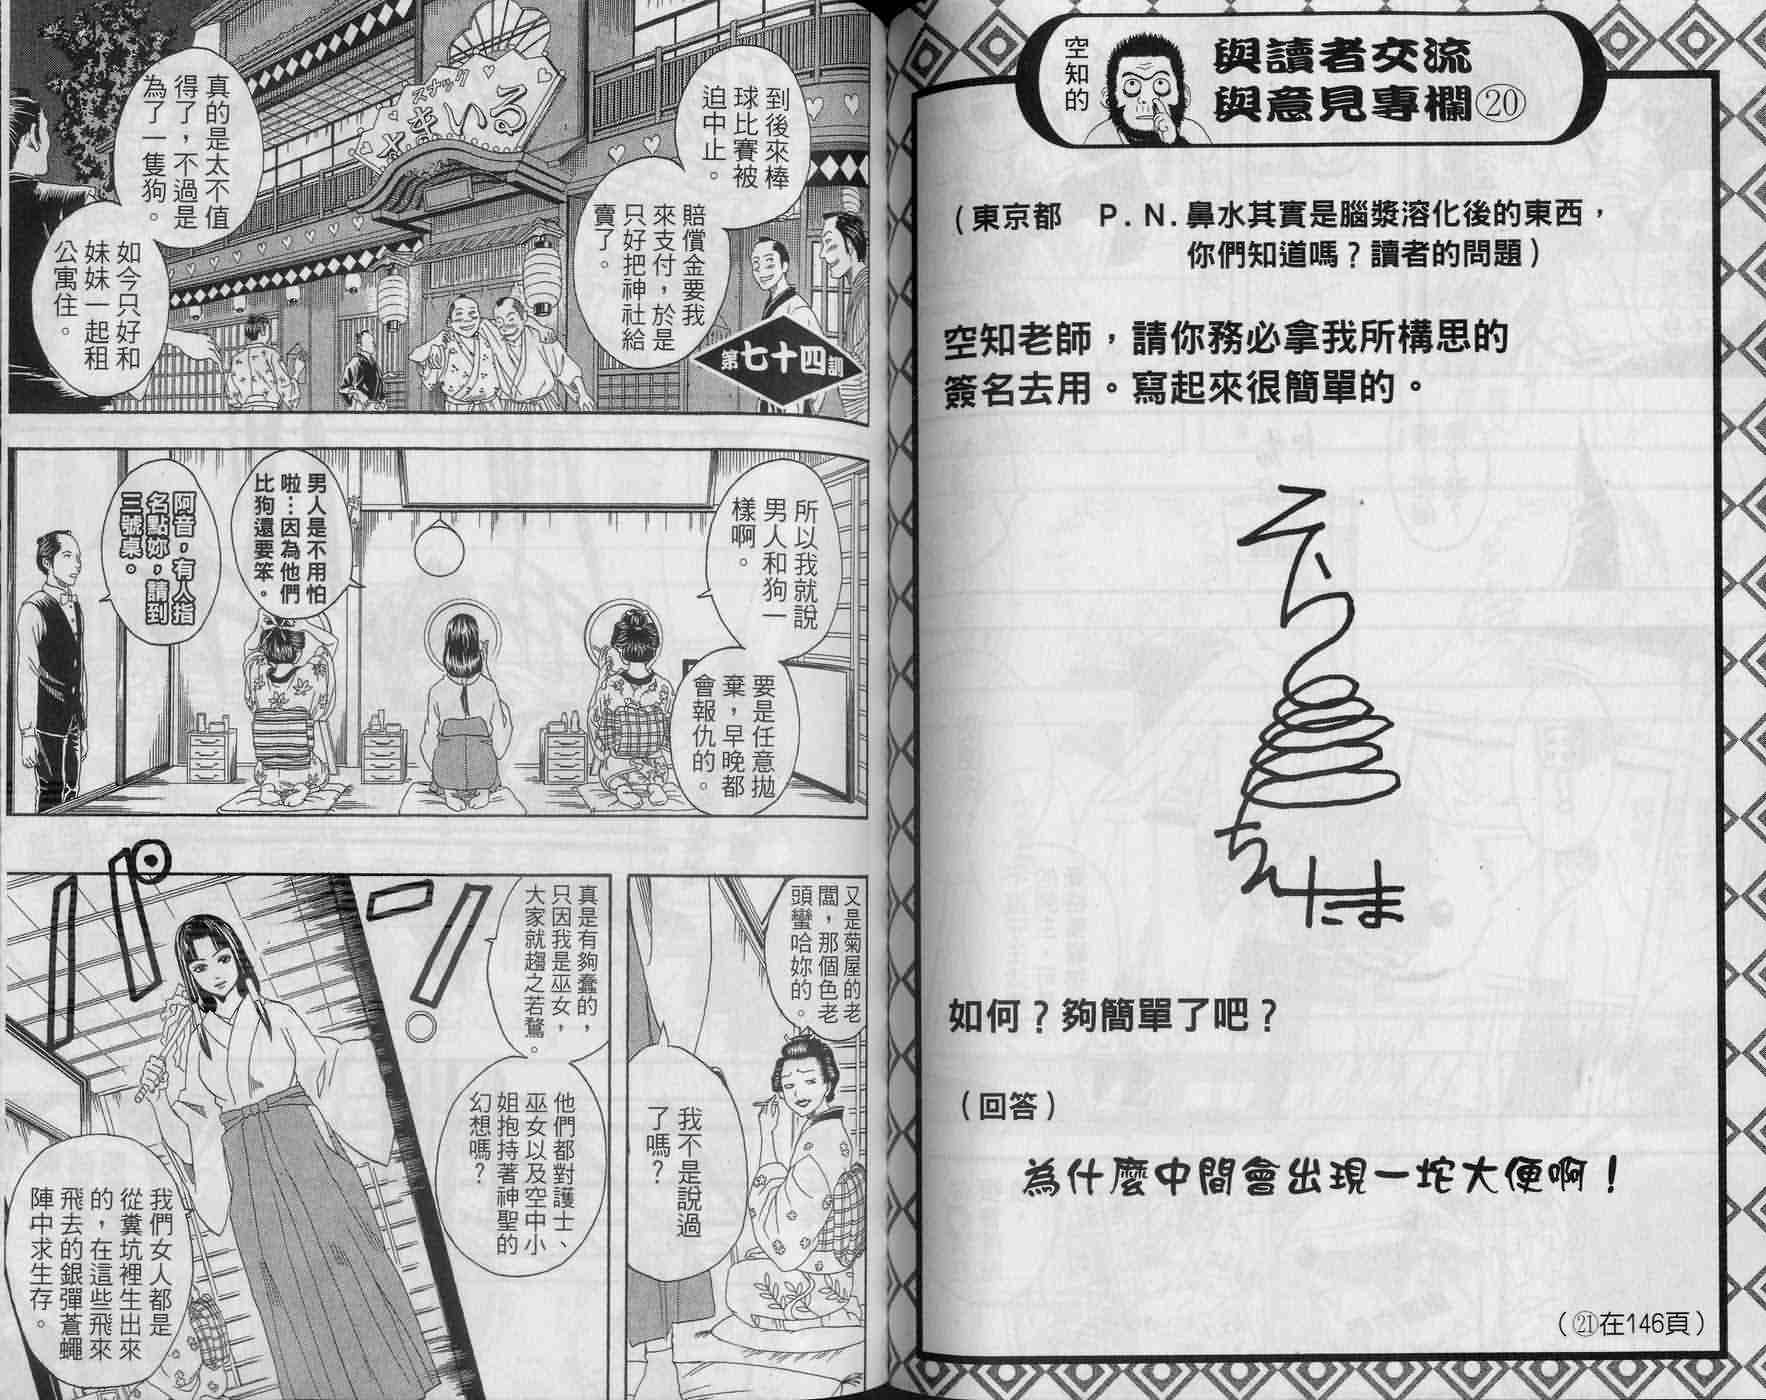 空知的
與讀者交流
與意見專欄⑳
（東京都　P.N.鼻水其實是腦漿溶化後的東西，
你們知道嗎？讀者的問題）
空知老師，請你務必拿我所構思的
簽名去用。寫起來很簡單的。
そら
ちんたま
如何？夠簡單了吧？
（回答）
為什麼中間會出現一坨大便啊！
（㉑在146頁）
スナック
すまいる
第七十四訓
到後來棒
球比賽被
迫中止。
賠償金要我
來支付，於是
只好把神社給
賣了。
真的是太不值
得了，不過是
為了一隻狗。
如今只好和
妹妹一起租
公寓住。
所以我就說
男人和狗一
樣啊。
要是任意拋
棄，早晚都
會報仇的。
男人是不用怕
啦…因為他們
比狗還要笨。
阿音，有人指
名點妳，請到
三號桌。
又是菊屋的老
闆，那個色老
頭蠻哈妳的。
我不是說過
了嗎？
真是有夠蠢的，
只因我是巫女，
大家就趨之若鶩。
他們都對護士、
巫女以及空中小
姐抱持著神聖的
幻想嗎？
我們女人都是
從糞坑裡生出來
的，在這些飛來
飛去的銀彈蒼蠅
陣中求生存。